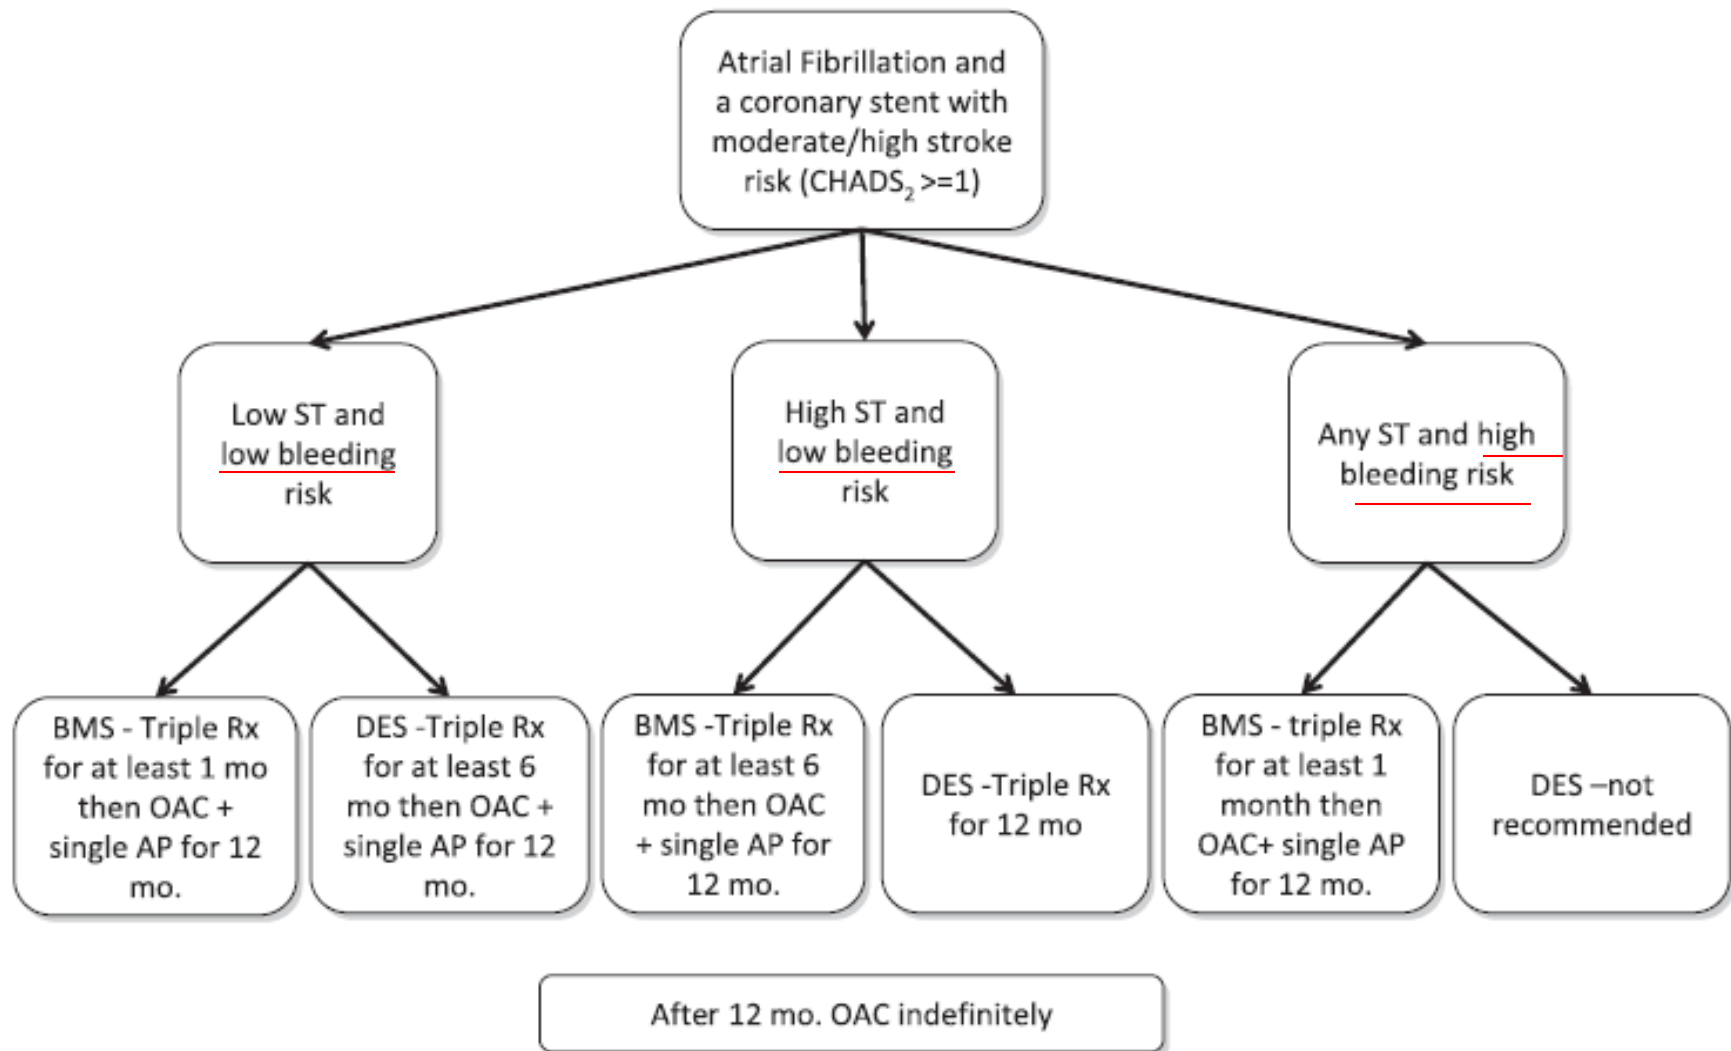 Atrial Fibrillation and
a coronary stent with
moderate/high stroke
risk (CHADS₂ >=1)
Low ST and
low bleeding
risk
High ST and
low bleeding
risk
Any ST and high
bleeding risk
BMS - Triple Rx
for at least 1 mo
then OAC +
single AP for 12
mo.
DES -Triple Rx
for at least 6
mo then OAC +
single AP for 12
mo.
BMS -Triple Rx
for at least 6
mo then OAC
+ single AP for
12 mo.
DES -Triple Rx
for 12 mo
BMS - triple Rx
for at least 1
month then
OAC+ single AP
for 12 mo.
DES –not
recommended
After 12 mo. OAC indefinitely